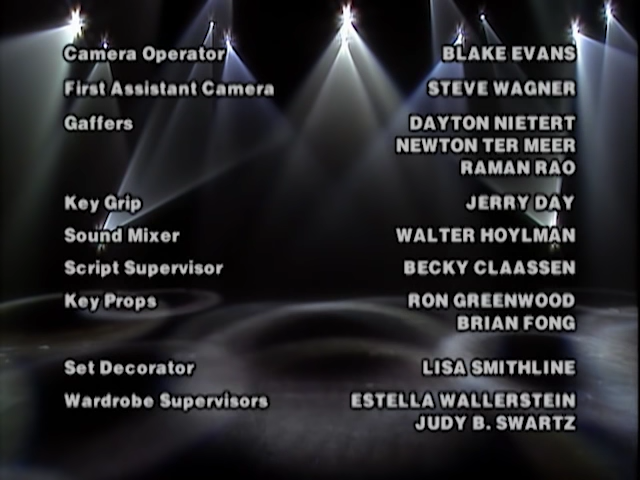 Camera Operator BLAKE EVANS
First Assistant Camera STEVE WAGNER
Gaffers DAYTON NIETERT
NEWTON TER MEER
RAMAN RAO
Key Grip JERRY DAY
Sound Mixer WALTER HOYLMAN
Script Supervisor BECKY CLAASSEN
Key Props RON GREENWOOD
BRIAN FONG
Set Decorator LISA SMITHLINE
Wardrobe Supervisors ESTELLA WALLERSTEIN
JUDY B. SWARTZ